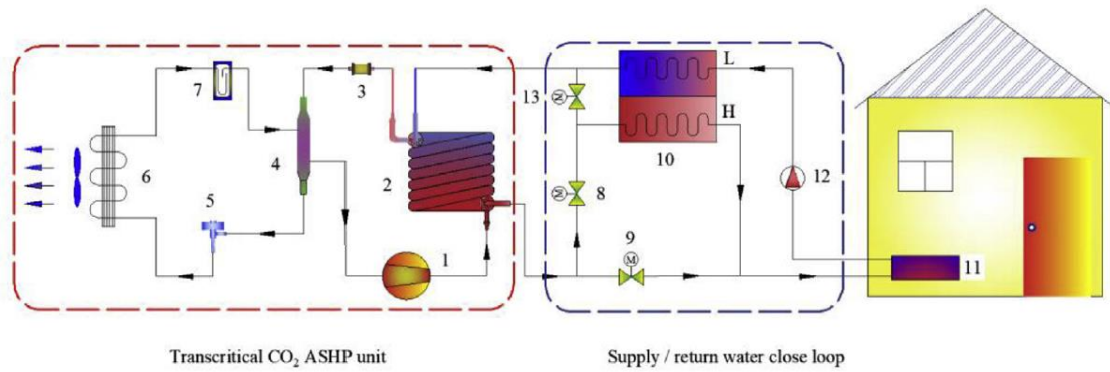 7
3
13
L
H
10
12
6
4
2
8
5
9
M
M
M
1
11
Transcritical CO₂ ASHP unit
Supply / return water close loop